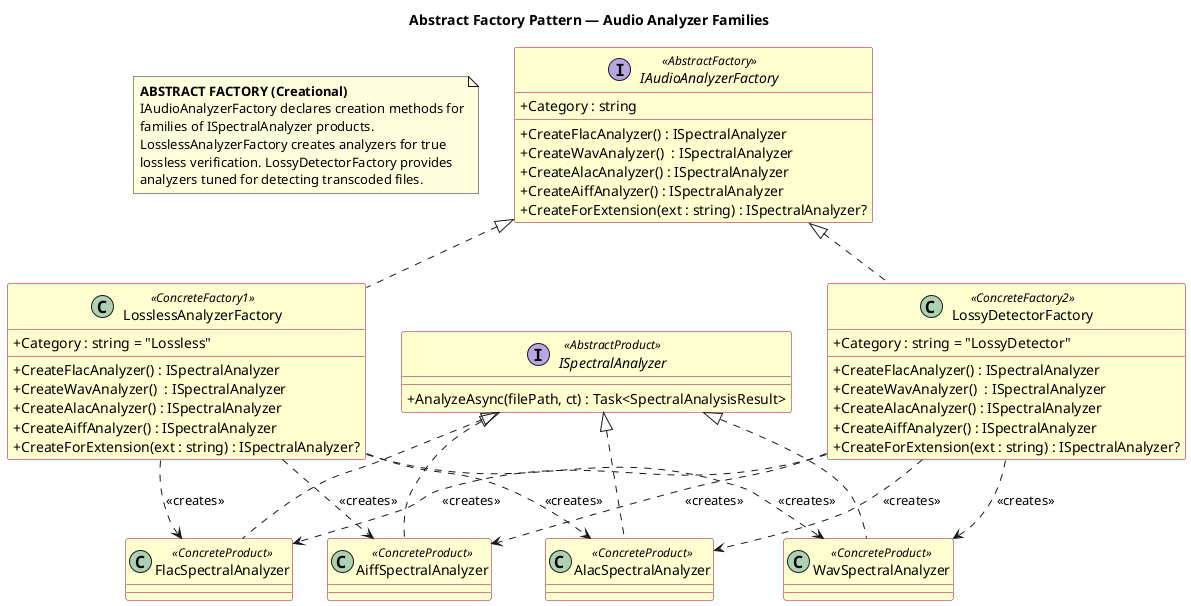 Abstract Factory Pattern — Audio Analyzer Families
ABSTRACT FACTORY (Creational)
IAudioAnalyzerFactory declares creation methods for
families of ISpectralAnalyzer products.
LosslessAnalyzerFactory creates analyzers for true
lossless verification. LossyDetectorFactory provides
analyzers tuned for detecting transcoded files.
I
«AbstractFactory»
IAudioAnalyzerFactory
+Category : string
+CreateFlacAnalyzer() : ISpectralAnalyzer
+CreateWavAnalyzer()  : ISpectralAnalyzer
+CreateAlacAnalyzer() : ISpectralAnalyzer
+CreateAiffAnalyzer() : ISpectralAnalyzer
+CreateForExtension(ext : string) : ISpectralAnalyzer?
C
«ConcreteFactory1»
LosslessAnalyzerFactory
+Category : string = "Lossless"
+CreateFlacAnalyzer() : ISpectralAnalyzer
+CreateWavAnalyzer()  : ISpectralAnalyzer
+CreateAlacAnalyzer() : ISpectralAnalyzer
+CreateAiffAnalyzer() : ISpectralAnalyzer
+CreateForExtension(ext : string) : ISpectralAnalyzer?
I
«AbstractProduct»
ISpectralAnalyzer
+AnalyzeAsync(filePath, ct) : Task<SpectralAnalysisResult>
C
«ConcreteFactory2»
LossyDetectorFactory
+Category : string = "LossyDetector"
+CreateFlacAnalyzer() : ISpectralAnalyzer
+CreateWavAnalyzer()  : ISpectralAnalyzer
+CreateAlacAnalyzer() : ISpectralAnalyzer
+CreateAiffAnalyzer() : ISpectralAnalyzer
+CreateForExtension(ext : string) : ISpectralAnalyzer?
«creates»
«creates»
«creates»
«creates»
«creates»
«creates»
«creates»
«creates»
C
«ConcreteProduct»
FlacSpectralAnalyzer
C
«ConcreteProduct»
AiffSpectralAnalyzer
C
«ConcreteProduct»
AlacSpectralAnalyzer
C
«ConcreteProduct»
WavSpectralAnalyzer